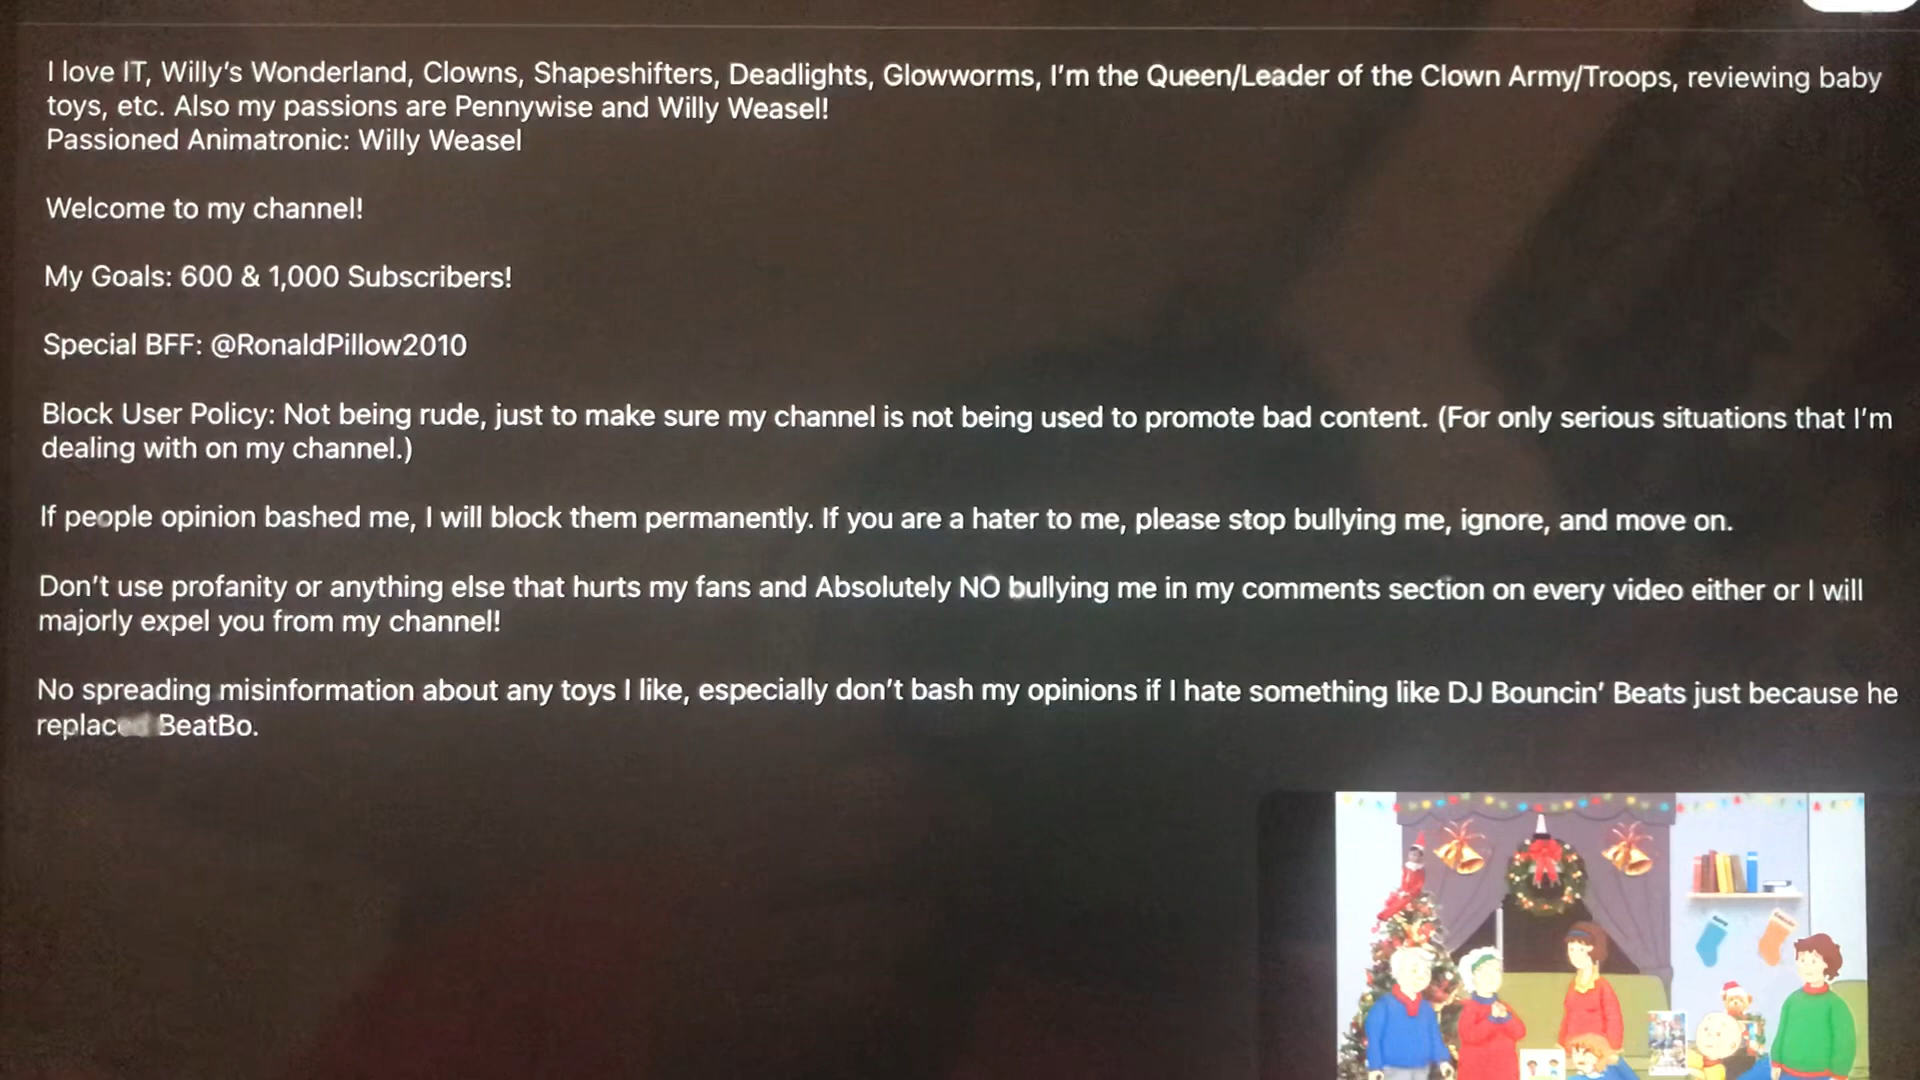 I love IT, Willy's Wonderland, Clowns, Shapeshifters, Deadlights, Glowworms, I'm the Queen/Leader of the Clown Army/Troops, reviewing baby
toys, etc. Also my passions are Pennywise and Willy Weasel!
Passioned Animatronic: Willy Weasel
Welcome to my channel!
My Goals: 600 & 1,000 Subscribers!
Special BFF: @RonaldPillow2010
Block User Policy: Not being rude, just to make sure my channel is not being used to promote bad content. (For only serious situations that I'm
dealing with on my channel.)
If people opinion bashed me, I will block them permanently. If you are a hater to me, please stop bullying me, ignore, and move on.
Don't use profanity or anything else that hurts my fans and Absolutely NO bullying me in my comments section on every video either or I will
majorly expel you from my channel!
No spreading misinformation about any toys I like, especially don't bash my opinions if I hate something like DJ Bouncin' Beats just because he
replaced BeatBo.